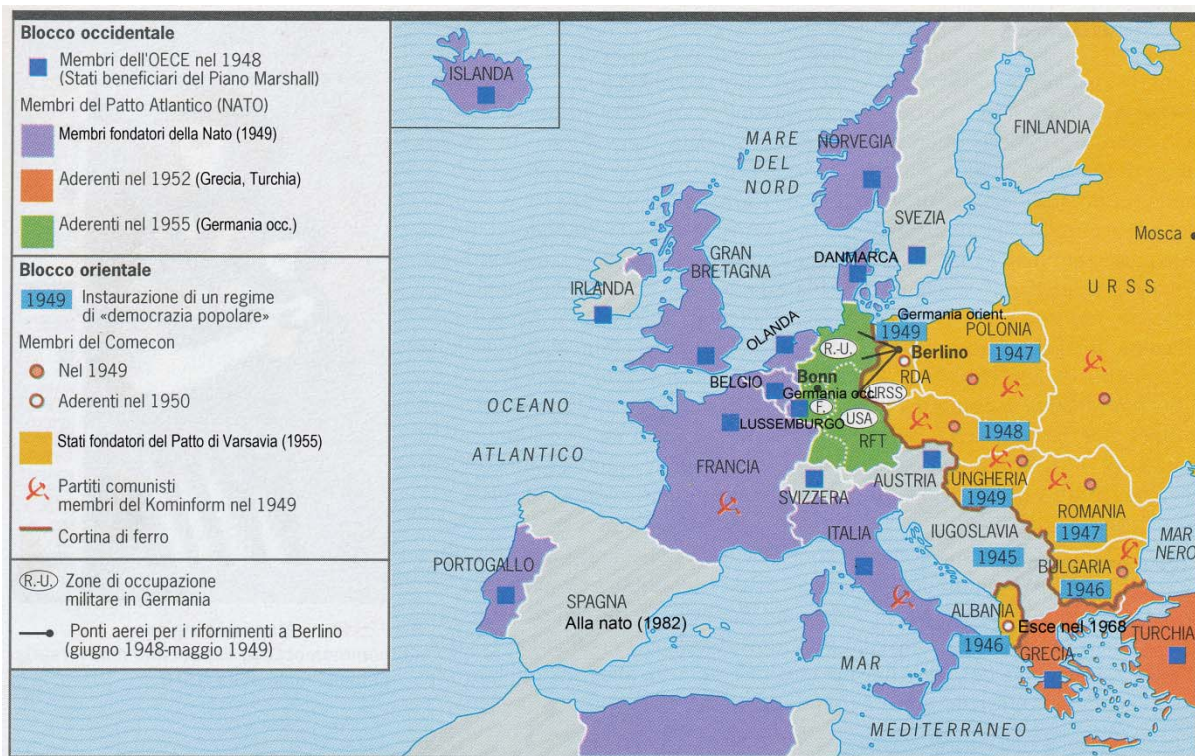 Blocco occidentale
Membri dell'OECE nel 1948
(Stati beneficiari del Piano Marshall)
Membri del Patto Atlantico (NATO)
Membri fondatori della Nato (1949)
Aderenti nel 1952 (Grecia, Turchia)
Aderenti nel 1955 (Germania occ.)
Blocco orientale
1949 Instaurazione di un regime
di «democrazia popolare»
Membri del Comecon
Nel 1949
Aderenti nel 1950
Stati fondatori del Patto di Varsavia (1955)
Partiti comunisti
membri del Kominform nel 1949
Cortina di ferro
R.-U. Zone di occupazione
militare in Germania
Ponti aerei per i rifornimenti a Berlino
(giugno 1948-maggio 1949)
ISLANDA
MARE
DEL
NORD
NORVEGIA
FINLANDIA
SVEZIA
Mosca
URSS
GRAN
BRETAGNA
DANMARCA
IRLANDA
OLANDA
Germania orient.
1949
POLONIA
1947
R.-U.
Berlino
RDA
BELGIO
Bonn
Germania occ.
URSS
F.
USA
LUSSEMBURGO
RFT
1948
OCEANO
ATLANTICO
FRANCIA
SVIZZERA
AUSTRIA
UNGHERIA
1949
ROMANIA
1947
ITALIA
IUGOSLAVIA
1945
MAR
NERO
BULGARIA
1946
PORTOGALLO
SPAGNA
Alla nato (1982)
ALBANIA
Esce nel 1968
1946
GRECIA
TURCHIA
MAR
MEDITERRANEO